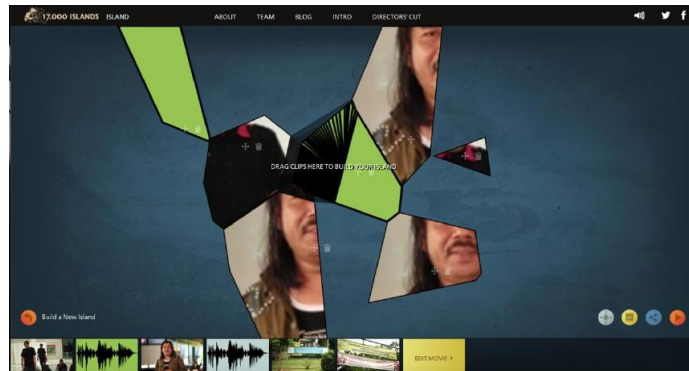 17.000 ISLANDS ISLAND ABOUT TEAM BLOG INTRO DIRECTORS' CUT
DRAG CLIPS HERE TO BUILD YOUR ISLAND
Build a New Island
EDIT MOVIE